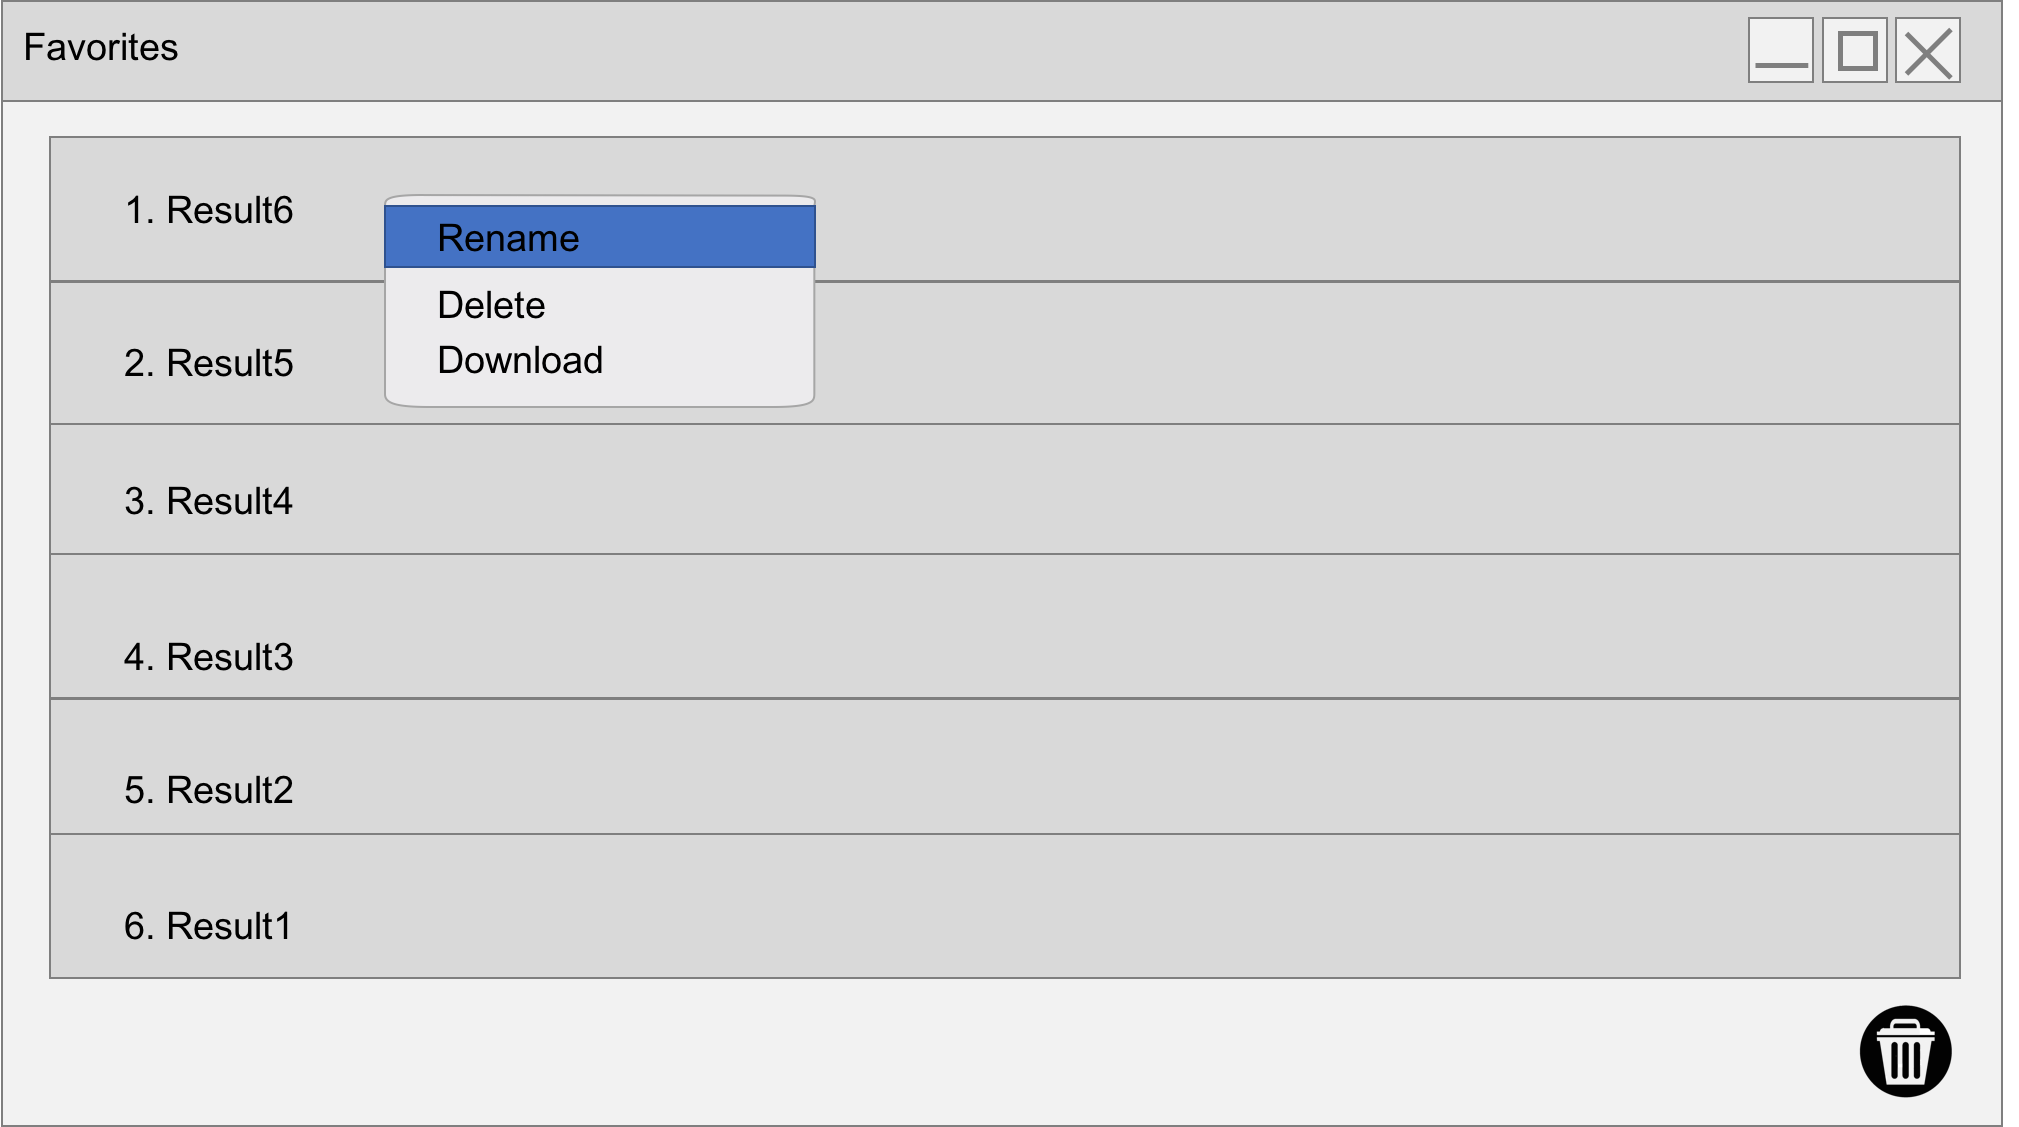 Favorites
1. Result6
Rename
Delete
Download
2. Result5
3. Result4
4. Result3
5. Result2
6. Result1